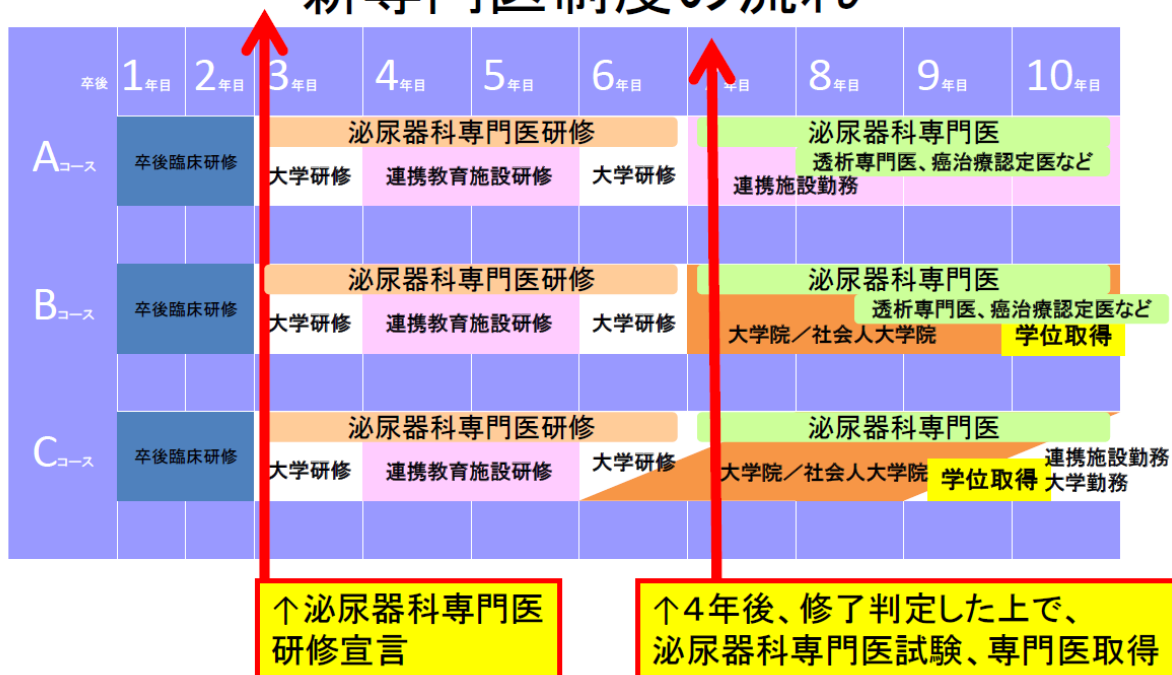 新専門医制度の流れ
卒後 1年目 2年目 3年目 4年目 5年目 6年目 年目 8年目 9年目 10年目
Aコース
卒後臨床研修
泌尿器科専門医研修
大学研修 連携教育施設研修 大学研修
泌尿器科専門医
透析専門医、癌治療認定医など
連携施設勤務
Bコース
卒後臨床研修
泌尿器科専門医研修
大学研修 連携教育施設研修 大学研修
泌尿器科専門医
透析専門医、癌治療認定医など
大学院／社会人大学院 学位取得
Cコース
卒後臨床研修
泌尿器科専門医研修
大学研修 連携教育施設研修 大学研修
泌尿器科専門医
大学院／社会人大学院 学位取得
連携施設勤務
大学勤務
↑泌尿器科専門医
研修宣言
↑4年後、修了判定した上で、
泌尿器科専門医試験、専門医取得